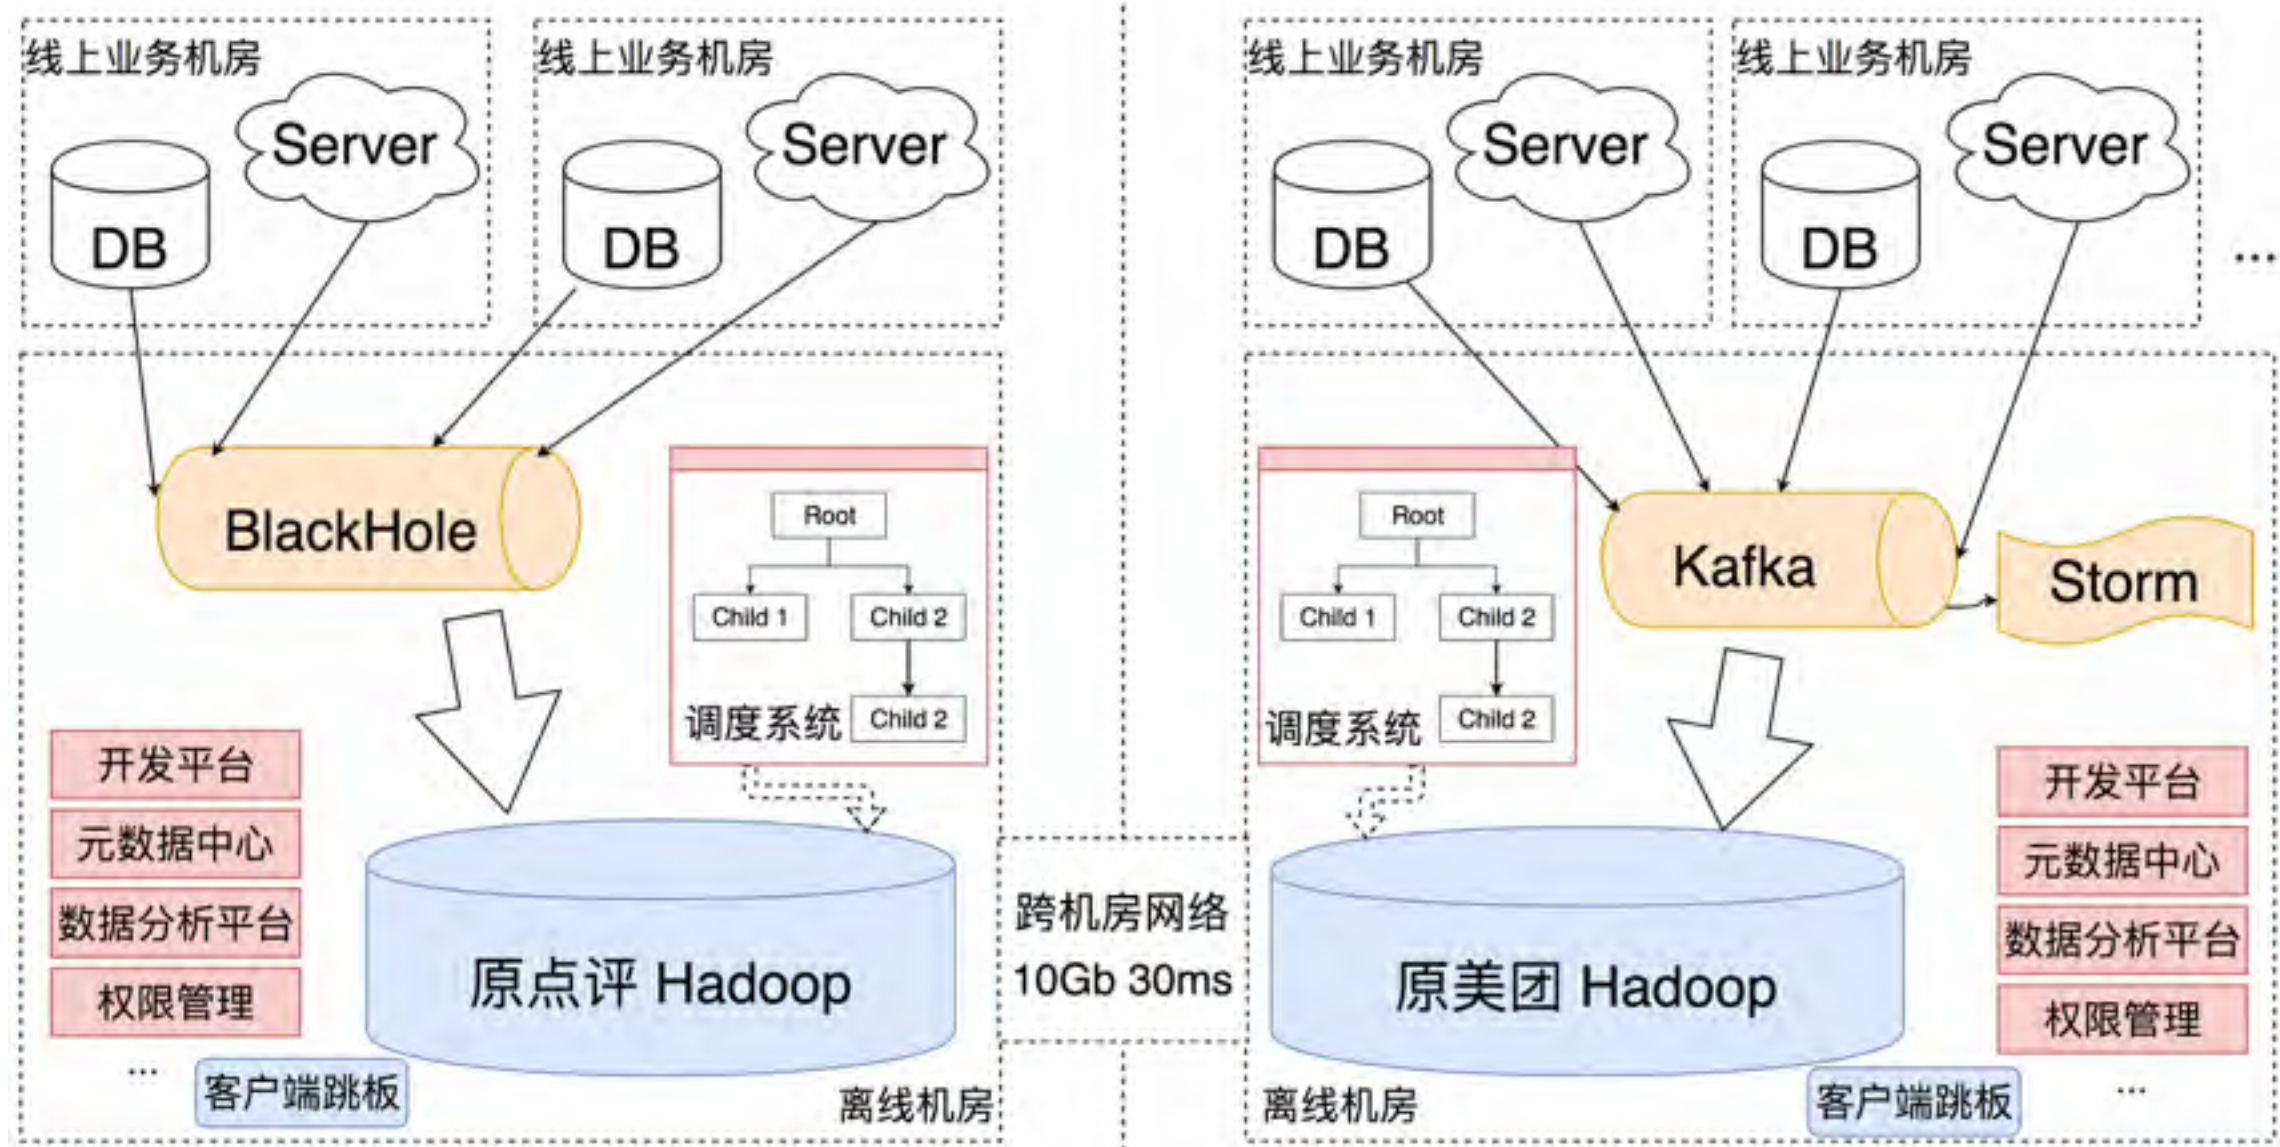 线上业务机房
Server
DB
线上业务机房
Server
DB
线上业务机房
Server
DB
线上业务机房
Server
DB
...
BlackHole
Root
Child 1
Child 2
Child 2
调度系统
开发平台
元数据中心
数据分析平台
权限管理
...
客户端跳板
原点评 Hadoop
离线机房
跨机房网络
10Gb 30ms
Root
Child 1
Child 2
Child 2
调度系统
Kafka
Storm
原美团 Hadoop
开发平台
元数据中心
数据分析平台
权限管理
...
客户端跳板
离线机房